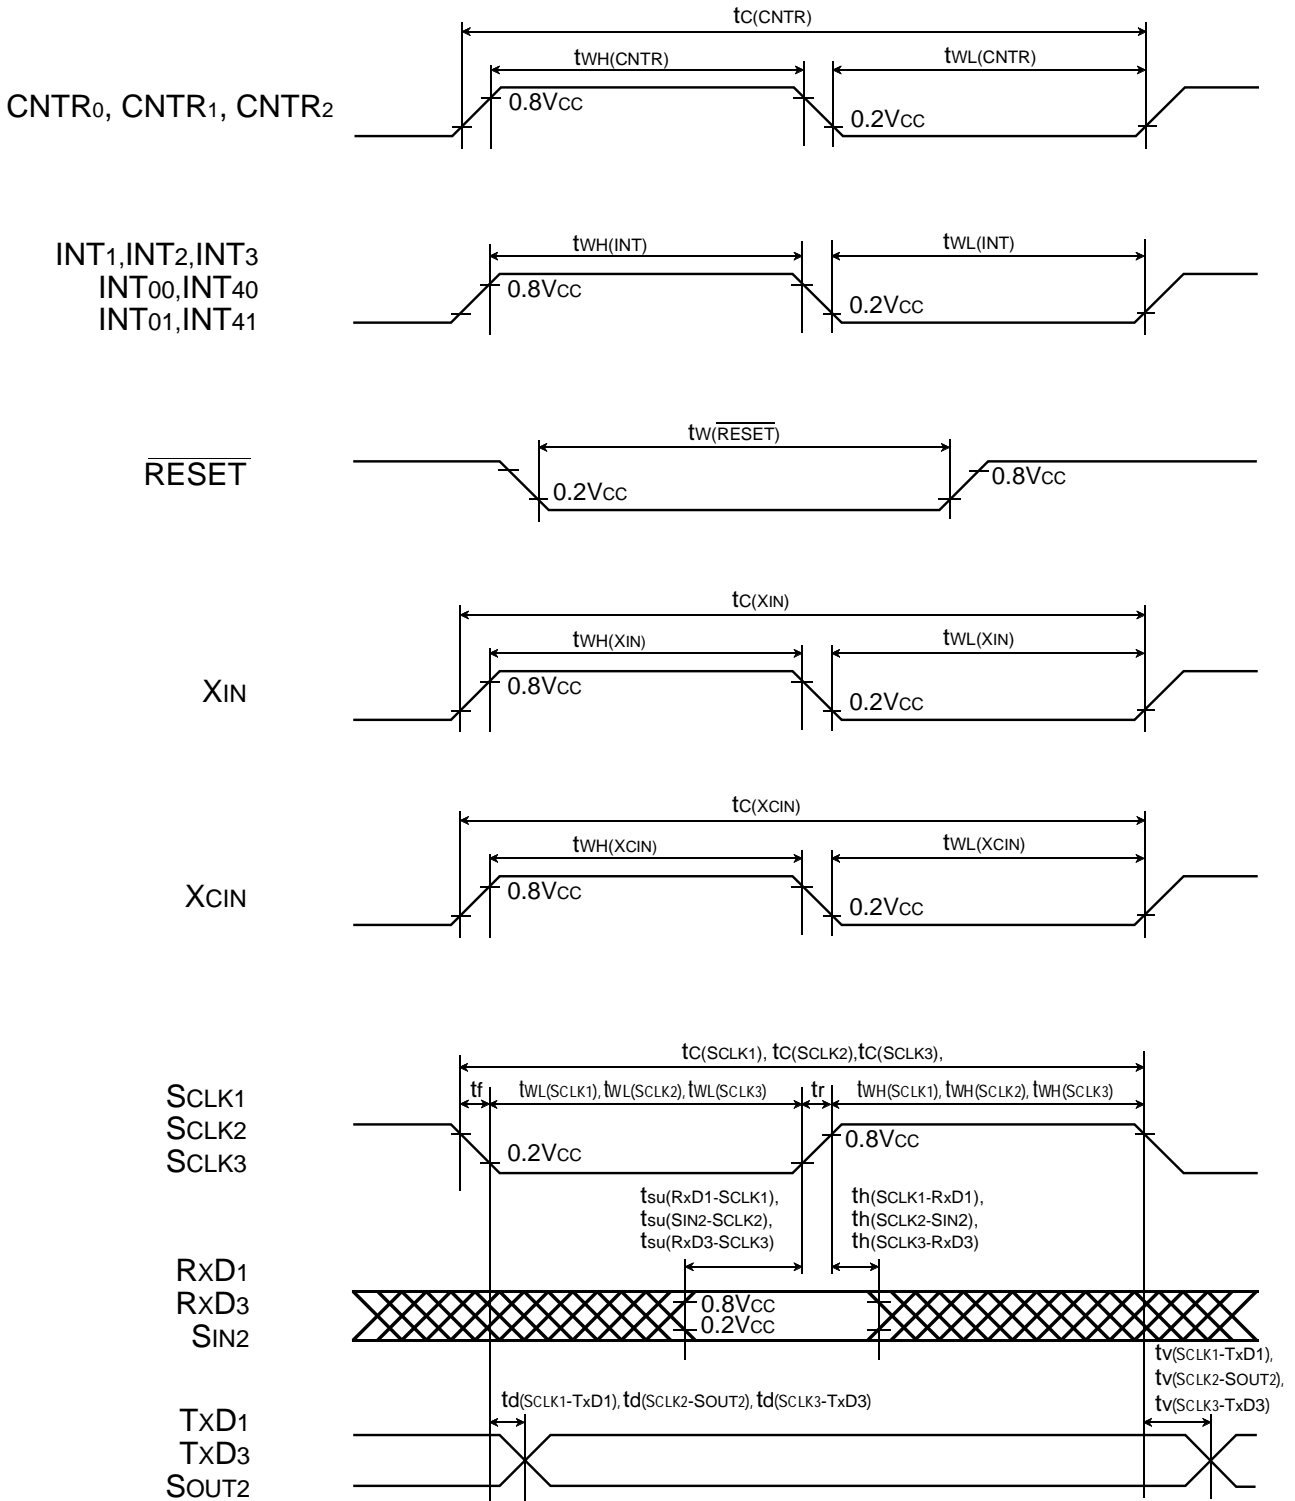 tC(CNTR)
tWH(CNTR) tWL(CNTR)
CNTR0, CNTR1, CNTR2
0.8VCC
0.2VCC
tWH(INT) tWL(INT)
INT1,INT2,INT3
INT00,INT40
INT01,INT41
0.8VCC
0.2VCC
tW(RESET)
RESET
0.2VCC
0.8VCC
tC(XIN)
tWH(XIN) tWL(XIN)
XIN
0.8VCC
0.2VCC
tC(XCIN)
tWH(XCIN) tWL(XCIN)
XCIN
0.8VCC
0.2VCC
tC(SCLK1), tC(SCLK2),tC(SCLK3),
tf tWL(SCLK1), tWL(SCLK2), tWL(SCLK3) tr tWH(SCLK1), tWH(SCLK2), tWH(SCLK3)
SCLK1
SCLK2
SCLK3
0.2VCC
0.8VCC
tsu(RxD1-SCLK1),
tsu(SIN2-SCLK2),
tsu(RxD3-SCLK3)
th(SCLK1-RxD1),
th(SCLK2-SIN2),
th(SCLK3-RxD3)
RXD1
RXD3
SIN2
0.8VCC
0.2VCC
tv(SCLK1-TxD1),
tv(SCLK2-SOUT2),
tv(SCLK3-TxD3)
td(SCLK1-TxD1), td(SCLK2-SOUT2), td(SCLK3-TxD3)
TXD1
TXD3
SOUT2